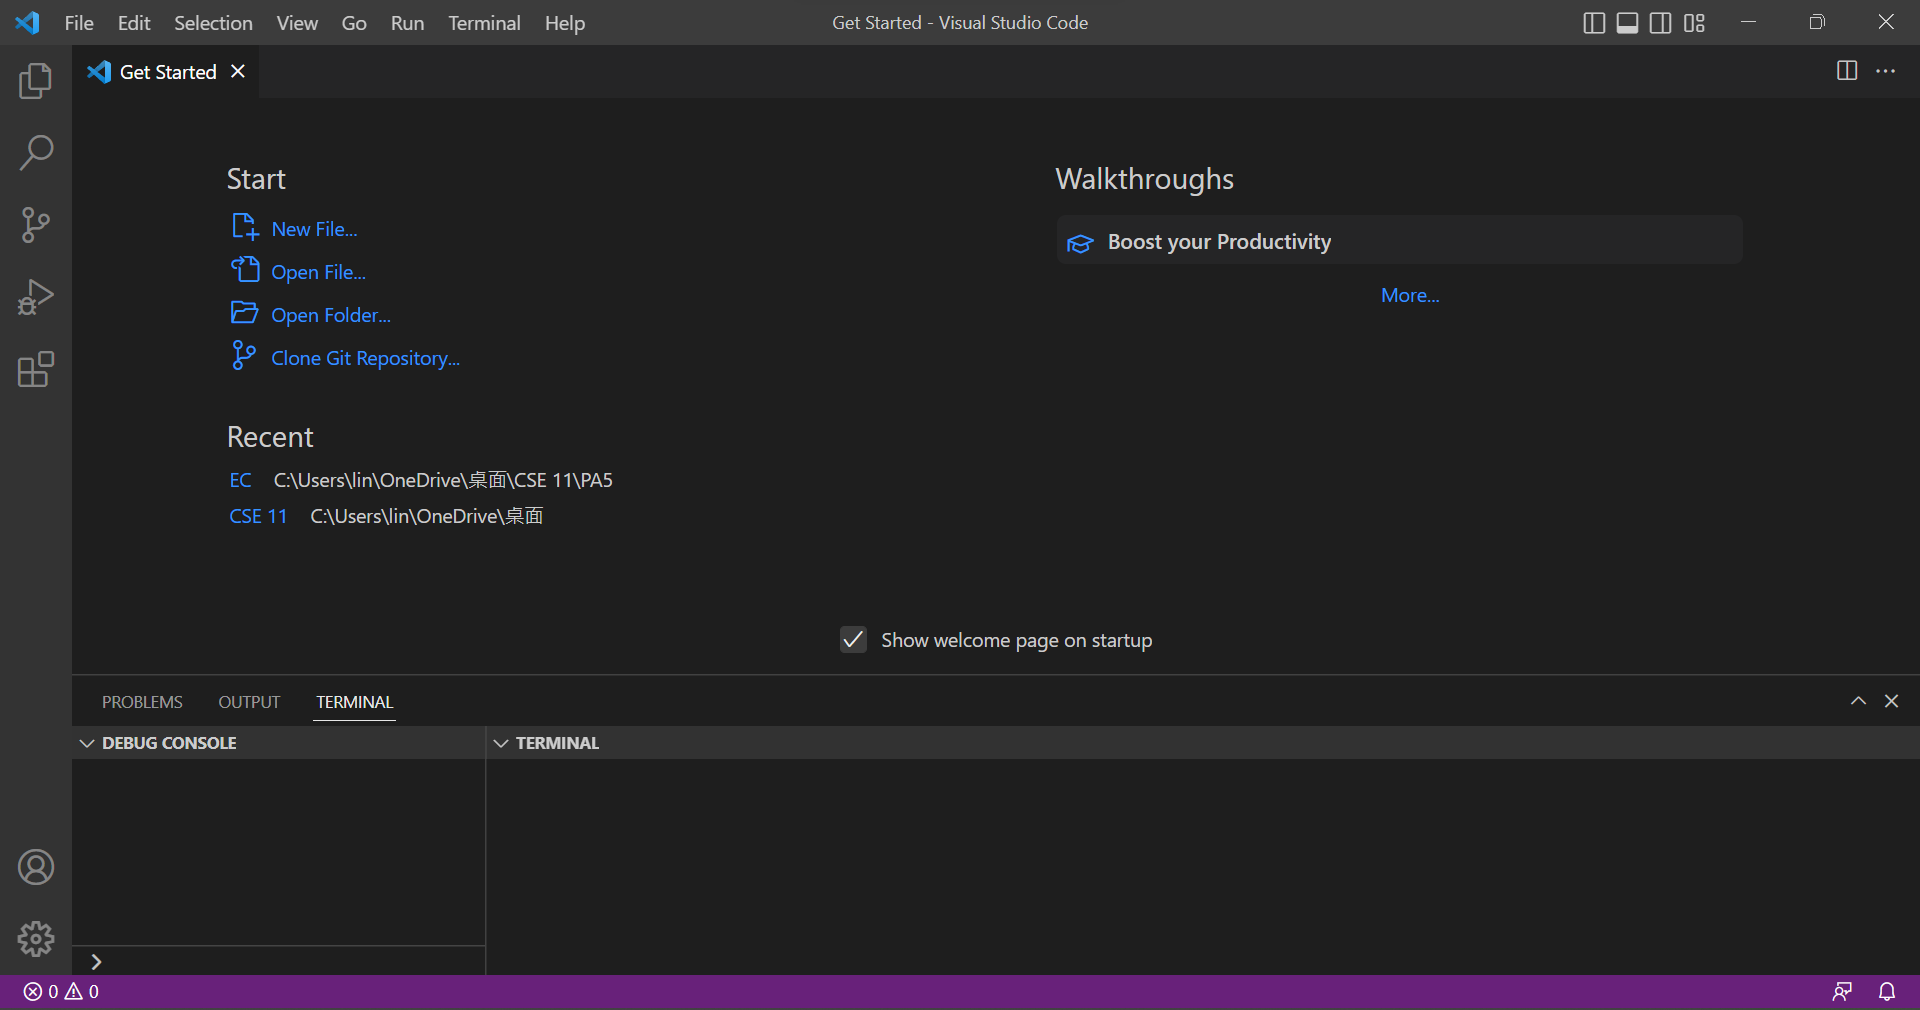 File Edit Selection View Go Run Terminal Help Get Started - Visual Studio Code
Get Started
Start
New File...
Open File...
Open Folder...
Clone Git Repository...
Recent
EC C:\Users\lin\OneDrive\桌面\CSE 11\PA5
CSE 11 C:\Users\lin\OneDrive\桌面
Walkthroughs
Boost your Productivity
More...
Show welcome page on startup
PROBLEMS OUTPUT TERMINAL
DEBUG CONSOLE TERMINAL
0 0